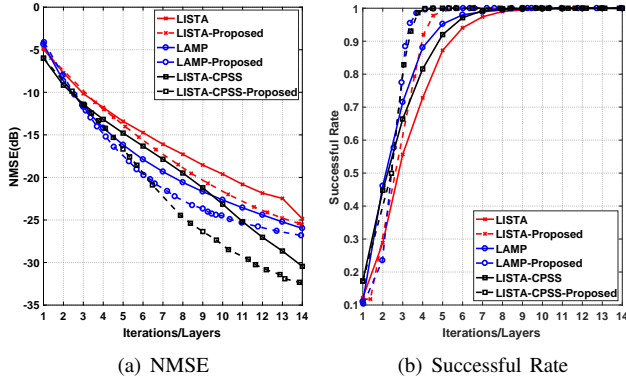 0
-5
-10
-15
-20
-25
-30
-35
NMSE(dB)
1 2 3 4 5 6 7 8 9 10 11 12 13 14
Iterations/Layers
LISTA
LISTA-Proposed
LAMP
LAMP-Proposed
LISTA-CPSS
LISTA-CPSS-Proposed
(a) NMSE
1
0.9
0.8
0.7
0.6
0.5
0.4
0.3
0.2
0.1
Successful Rate
1 2 3 4 5 6 7 8 9 10 11 12 13 14
Iterations/Layers
LISTA
LISTA-Proposed
LAMP
LAMP-Proposed
LISTA-CPSS
LISTA-CPSS-Proposed
(b) Successful Rate